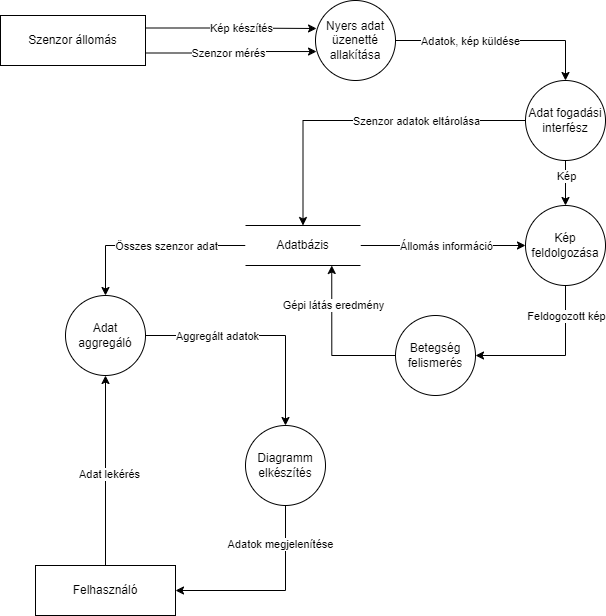 Szenzor állomás
Kép készítés
Szenzor mérés
Nyers adat
üzenetté
allakítása
Adatok, kép küldése
Adat fogadási
interfész
Szenzor adatok eltárolása
Kép
Adatbázis
Összes szenzor adat
Állomás információ
Kép
feldolgozása
Gépi látás eredmény
Feldogozott kép
Adat
aggregáló
Aggregált adatok
Betegség
felismerés
Diagramm
elkészítés
Adat lekérés
Adatok megjelenítése
Felhasználó